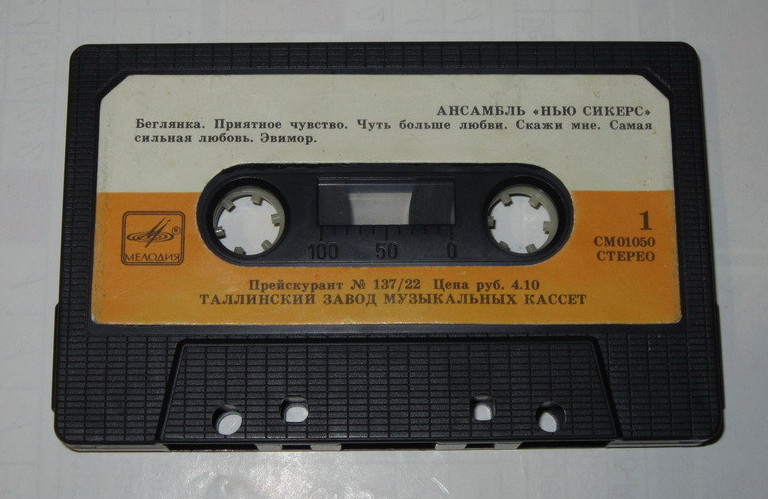 АНСАМБЛЬ «НЬЮ СИКЕРС»
Беглянка. Приятное чувство. Чуть больше любви. Скажи мне. Самая
сильная любовь. Эвимор.
1
СМ01050
СТЕРЕО
®
МЕЛОДИЯ
100 50 0
Прейскурант № 137/22 Цена руб. 4.10
ТАЛЛИНСКИЙ ЗАВОД МУЗЫКАЛЬНЫХ КАССЕТ